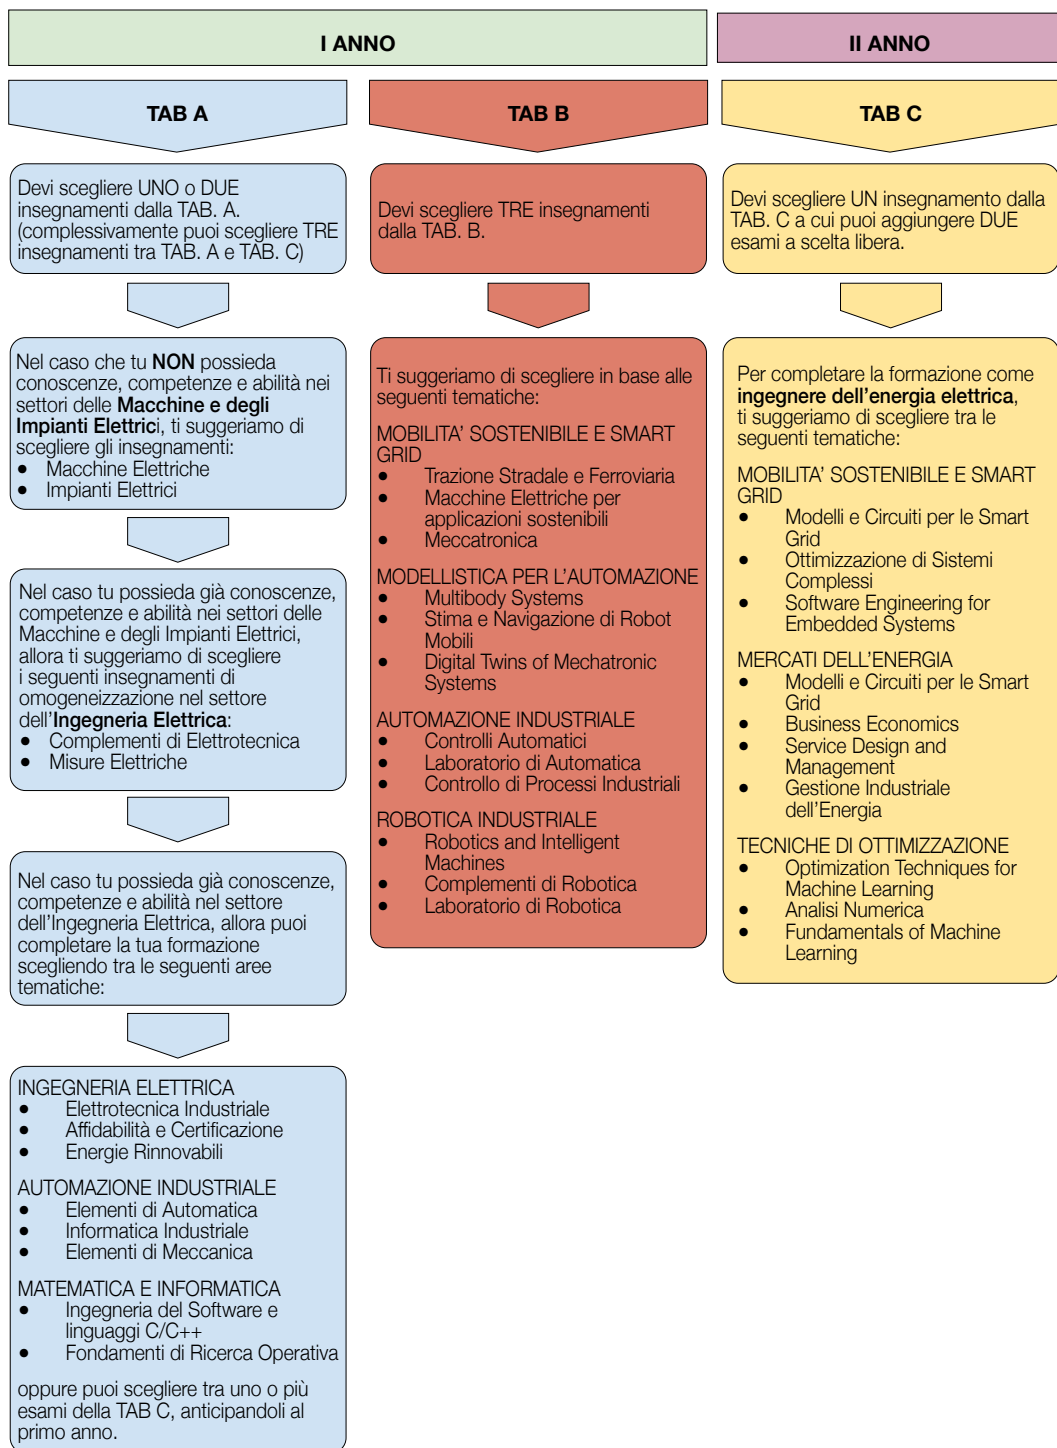 I ANNO
II ANNO
TAB A
TAB B
TAB C
Devi scegliere UNO o DUE
insegnamenti dalla TAB. A.
(complessivamente puoi scegliere TRE
insegnamenti tra TAB. A e TAB. C)
Nel caso che tu NON possieda
conoscenze, competenze e abilità nei
settori delle Macchine e degli
Impianti Elettrici, ti suggeriamo di
scegliere gli insegnamenti:
● Macchine Elettriche
● Impianti Elettrici
Nel caso tu possieda già conoscenze,
competenze e abilità nei settori delle
Macchine e degli Impianti Elettrici,
allora ti suggeriamo di scegliere
i seguenti insegnamenti di
omogeneizzazione nel settore
dell'Ingegneria Elettrica:
● Complementi di Elettrotecnica
● Misure Elettriche
Nel caso tu possieda già conoscenze,
competenze e abilità nel settore
dell'Ingegneria Elettrica, allora puoi
completare la tua formazione
scegliendo tra le seguenti aree
tematiche:
INGEGNERIA ELETTRICA
● Elettrotecnica Industriale
● Affidabilità e Certificazione
● Energie Rinnovabili
AUTOMAZIONE INDUSTRIALE
● Elementi di Automatica
● Informatica Industriale
● Elementi di Meccanica
MATEMATICA E INFORMATICA
● Ingegneria del Software e
linguaggi C/C++
● Fondamenti di Ricerca Operativa
oppure puoi scegliere tra uno o più
esami della TAB C, anticipandoli al
primo anno.
Devi scegliere TRE insegnamenti
dalla TAB. B.
Ti suggeriamo di scegliere in base alle
seguenti tematiche:
MOBILITA' SOSTENIBILE E SMART
GRID
● Trazione Stradale e Ferroviaria
● Macchine Elettriche per
applicazioni sostenibili
● Meccatronica
MODELLISTICA PER L'AUTOMAZIONE
● Multibody Systems
● Stima e Navigazione di Robot
Mobili
● Digital Twins of Mechatronic
Systems
AUTOMAZIONE INDUSTRIALE
● Controlli Automatici
● Laboratorio di Automatica
● Controllo di Processi Industriali
ROBOTICA INDUSTRIALE
● Robotics and Intelligent
Machines
● Complementi di Robotica
● Laboratorio di Robotica
Devi scegliere UN insegnamento dalla
TAB. C a cui puoi aggiungere DUE
esami a scelta libera.
Per completare la formazione come
ingegnere dell'energia elettrica,
ti suggeriamo di scegliere tra le
seguenti tematiche:
MOBILITA' SOSTENIBILE E SMART
GRID
● Modelli e Circuiti per le Smart
Grid
● Ottimizzazione di Sistemi
Complessi
● Software Engineering for
Embedded Systems
MERCATI DELL'ENERGIA
● Modelli e Circuiti per le Smart
Grid
● Business Economics
● Service Design and
Management
● Gestione Industriale
dell'Energia
TECNICHE DI OTTIMIZZAZIONE
● Optimization Techniques for
Machine Learning
● Analisi Numerica
● Fundamentals of Machine
Learning